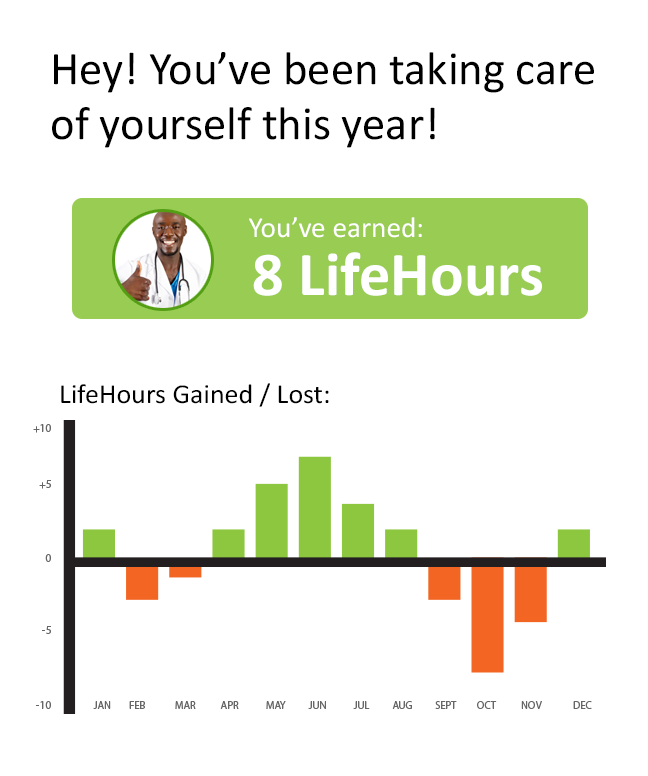 Hey! You’ve been taking care
of yourself this year!
You’ve earned:
8 LifeHours
LifeHours Gained / Lost:
+10
+5
0
-5
-10
JAN FEB MAR APR MAY JUN JUL AUG SEPT OCT NOV DEC